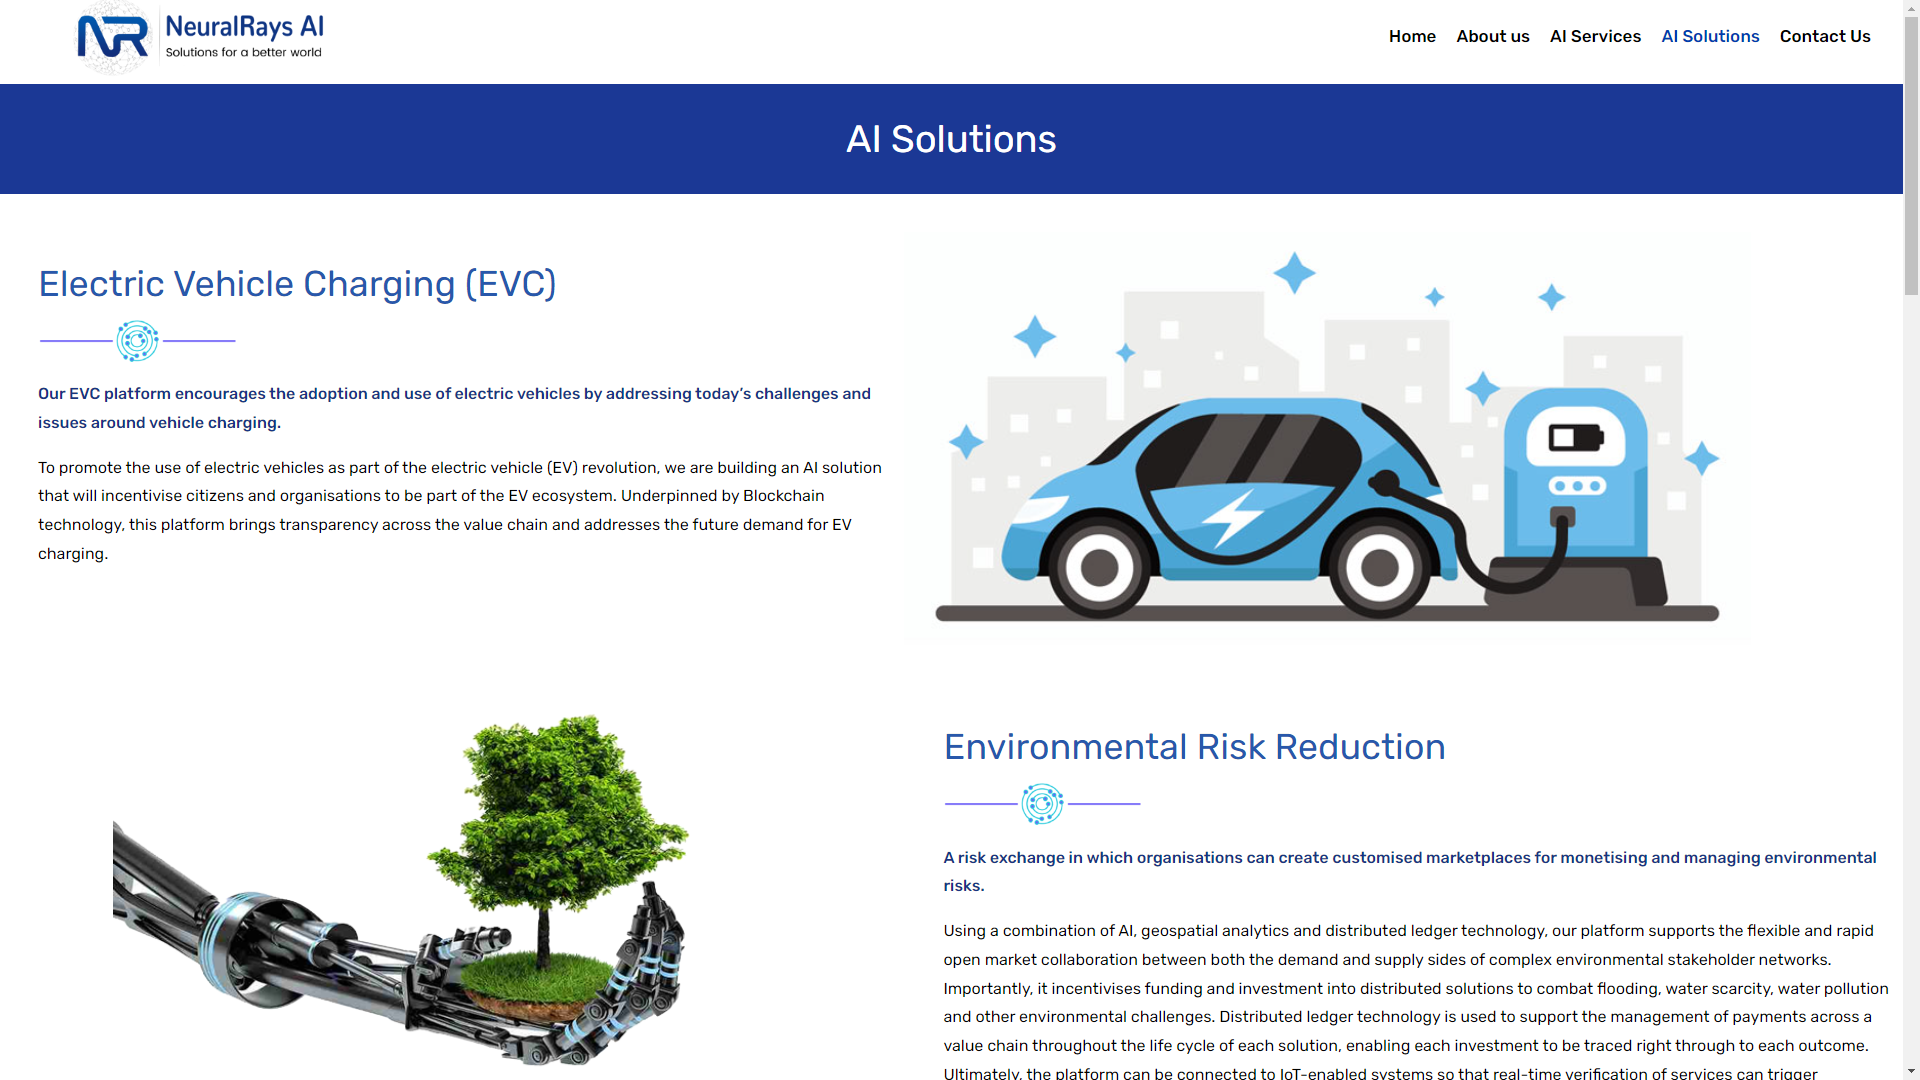 NeuralRays AI
Solutions for a better world
Home About us AI Services AI Solutions Contact Us
AI Solutions
Electric Vehicle Charging (EVC)
Our EVC platform encourages the adoption and use of electric vehicles by addressing today’s challenges and
issues around vehicle charging.
To promote the use of electric vehicles as part of the electric vehicle (EV) revolution, we are building an AI solution
that will incentivise citizens and organisations to be part of the EV ecosystem. Underpinned by Blockchain
technology, this platform brings transparency across the value chain and addresses the future demand for EV
charging.
Environmental Risk Reduction
A risk exchange in which organisations can create customised marketplaces for monetising and managing environmental
risks.
Using a combination of AI, geospatial analytics and distributed ledger technology, our platform supports the flexible and rapid
open market collaboration between both the demand and supply sides of complex environmental stakeholder networks.
Importantly, it incentivises funding and investment into distributed solutions to combat flooding, water scarcity, water pollution
and other environmental challenges. Distributed ledger technology is used to support the management of payments across a
value chain throughout the life cycle of each solution, enabling each investment to be traced right through to each outcome.
Ultimately, the platform can be connected to IoT-enabled systems so that real-time verification of services can trigger